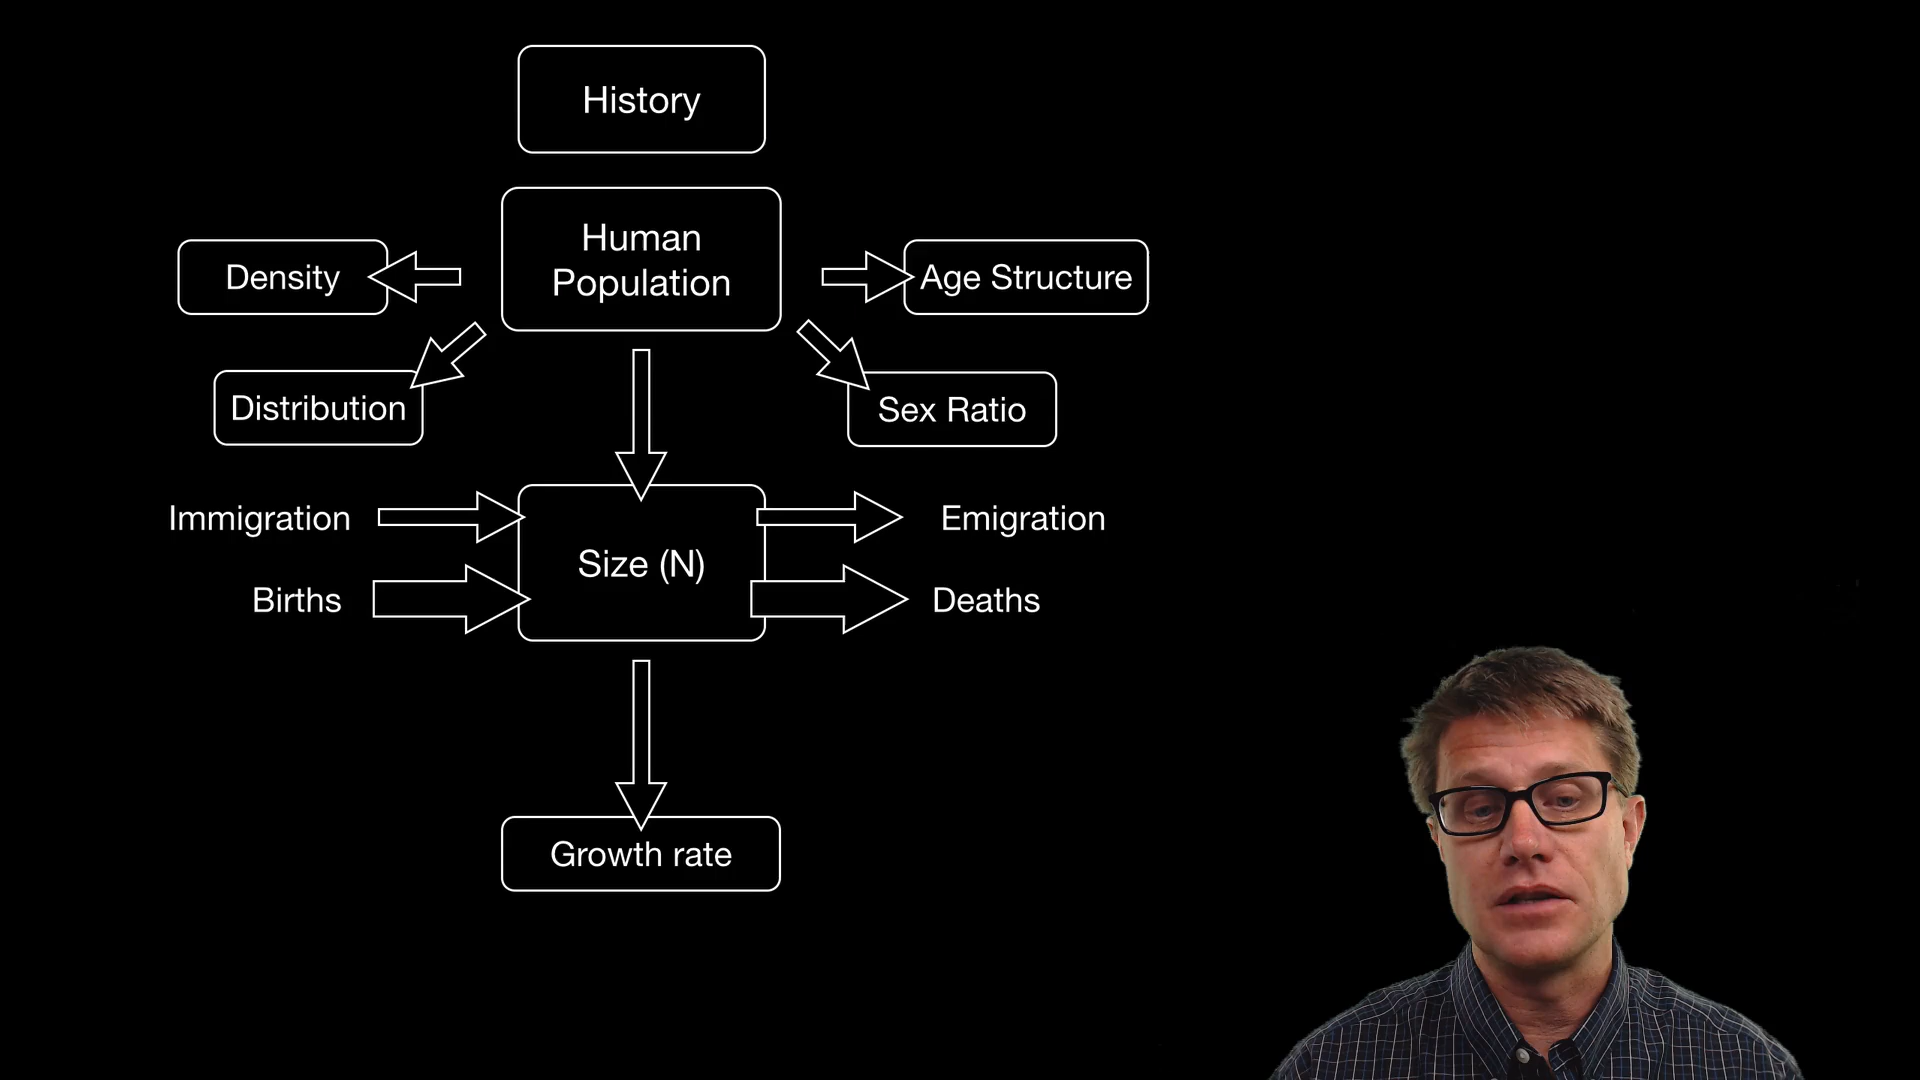 History
Human
Population
Density
Age Structure
Distribution
Sex Ratio
Immigration
Emigration
Size (N)
Births
Deaths
Growth rate